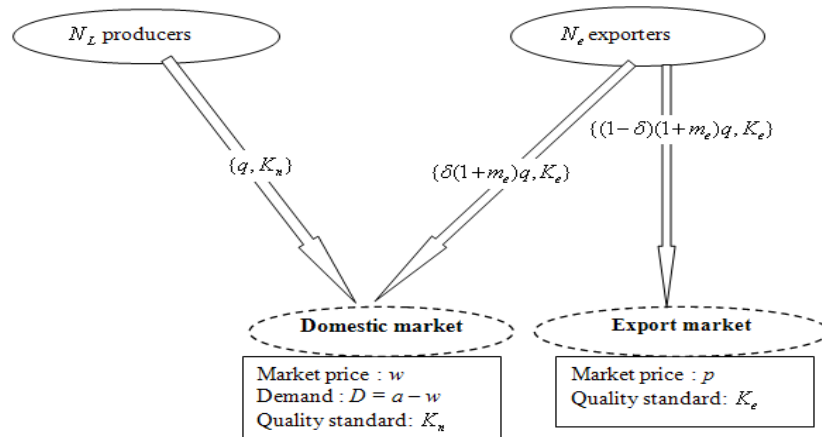 N_L producers
N_e exporters
{(1−δ)(1+m_e)q, K_e}
{q, K_n}
{δ(1+m_e)q, K_e}
Domestic market
Export market
Market price : w
Demand : D = a − w
Quality standard: K_n
Market price : p
Quality standard: K_e